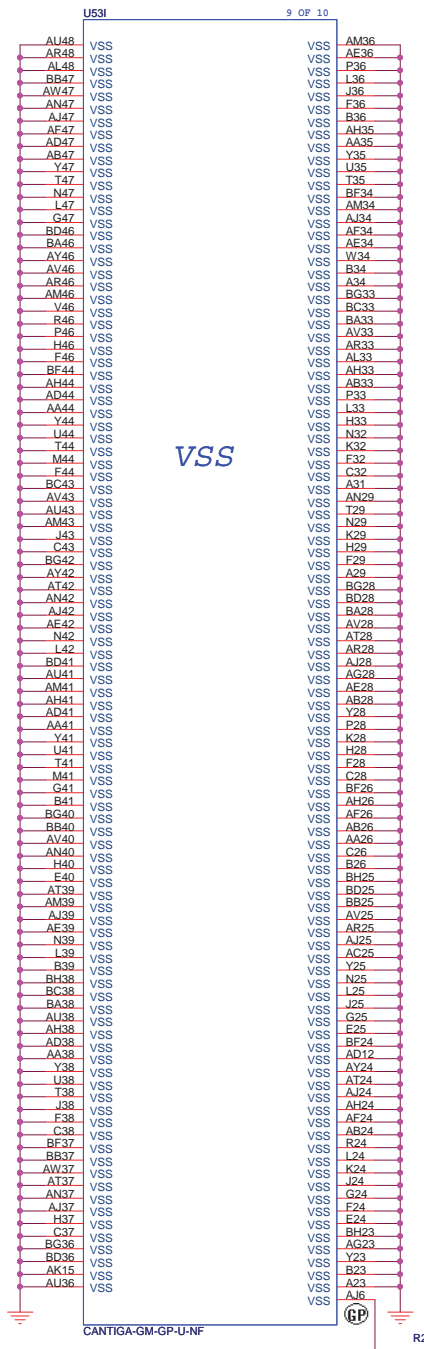 U53I 9 OF 10
AU48 VSS VSS AM36
AR48 VSS VSS AE36
AL48 VSS VSS P36
BB47 VSS VSS L36
AW47 VSS VSS J36
AN47 VSS VSS F36
AJ47 VSS VSS B36
AF47 VSS VSS AH35
AD47 VSS VSS AA35
AB47 VSS VSS Y35
Y47 VSS VSS U35
T47 VSS VSS T35
N47 VSS VSS BF34
L47 VSS VSS AM34
G47 VSS VSS AJ34
BD46 VSS VSS AF34
BA46 VSS VSS AE34
AY46 VSS VSS W34
AV46 VSS VSS B34
AR46 VSS VSS A34
AM46 VSS VSS BG33
V46 VSS VSS BC33
R46 VSS VSS BA33
P46 VSS VSS AV33
H46 VSS VSS AR33
F46 VSS VSS AL33
BF44 VSS VSS AH33
AH44 VSS VSS AB33
AD44 VSS VSS P33
AA44 VSS VSS L33
Y44 VSS VSS H33
U44 VSS VSS N32
T44 VSS VSS K32
VSS
M44 VSS VSS F32
F44 VSS VSS C32
BC43 VSS VSS A31
AV43 VSS VSS AN29
AU43 VSS VSS T29
AM43 VSS VSS N29
J43 VSS VSS K29
C43 VSS VSS H29
BG42 VSS VSS F29
AY42 VSS VSS A29
AT42 VSS VSS BG28
AN42 VSS VSS BD28
AJ42 VSS VSS BA28
AE42 VSS VSS AV28
N42 VSS VSS AT28
L42 VSS VSS AR28
BD41 VSS VSS AJ28
AU41 VSS VSS AG28
AM41 VSS VSS AE28
AH41 VSS VSS AB28
AD41 VSS VSS Y28
AA41 VSS VSS P28
Y41 VSS VSS K28
U41 VSS VSS H28
T41 VSS VSS F28
M41 VSS VSS C28
G41 VSS VSS BF26
B41 VSS VSS AH26
BG40 VSS VSS AF26
BB40 VSS VSS AB26
AV40 VSS VSS AA26
AN40 VSS VSS C26
H40 VSS VSS B26
E40 VSS VSS BH25
AT39 VSS VSS BD25
AM39 VSS VSS BB25
AJ39 VSS VSS AV25
AE39 VSS VSS AR25
N39 VSS VSS AJ25
L39 VSS VSS AC25
B39 VSS VSS Y25
BH38 VSS VSS N25
BC38 VSS VSS L25
BA38 VSS VSS J25
AU38 VSS VSS G25
AH38 VSS VSS E25
AD38 VSS VSS BF24
AA38 VSS VSS AD12
Y38 VSS VSS AY24
U38 VSS VSS AT24
T38 VSS VSS AJ24
J38 VSS VSS AH24
F38 VSS VSS AF24
C38 VSS VSS AB24
BF37 VSS VSS R24
BB37 VSS VSS L24
AW37 VSS VSS K24
AT37 VSS VSS J24
AN37 VSS VSS G24
AJ37 VSS VSS F24
H37 VSS VSS E24
C37 VSS VSS BH23
BG36 VSS VSS AG23
BD36 VSS VSS Y23
AK15 VSS VSS B23
AU36 VSS VSS A23
VSS AJ6
GP
CANTIGA-GM-GP-U-NF
R2